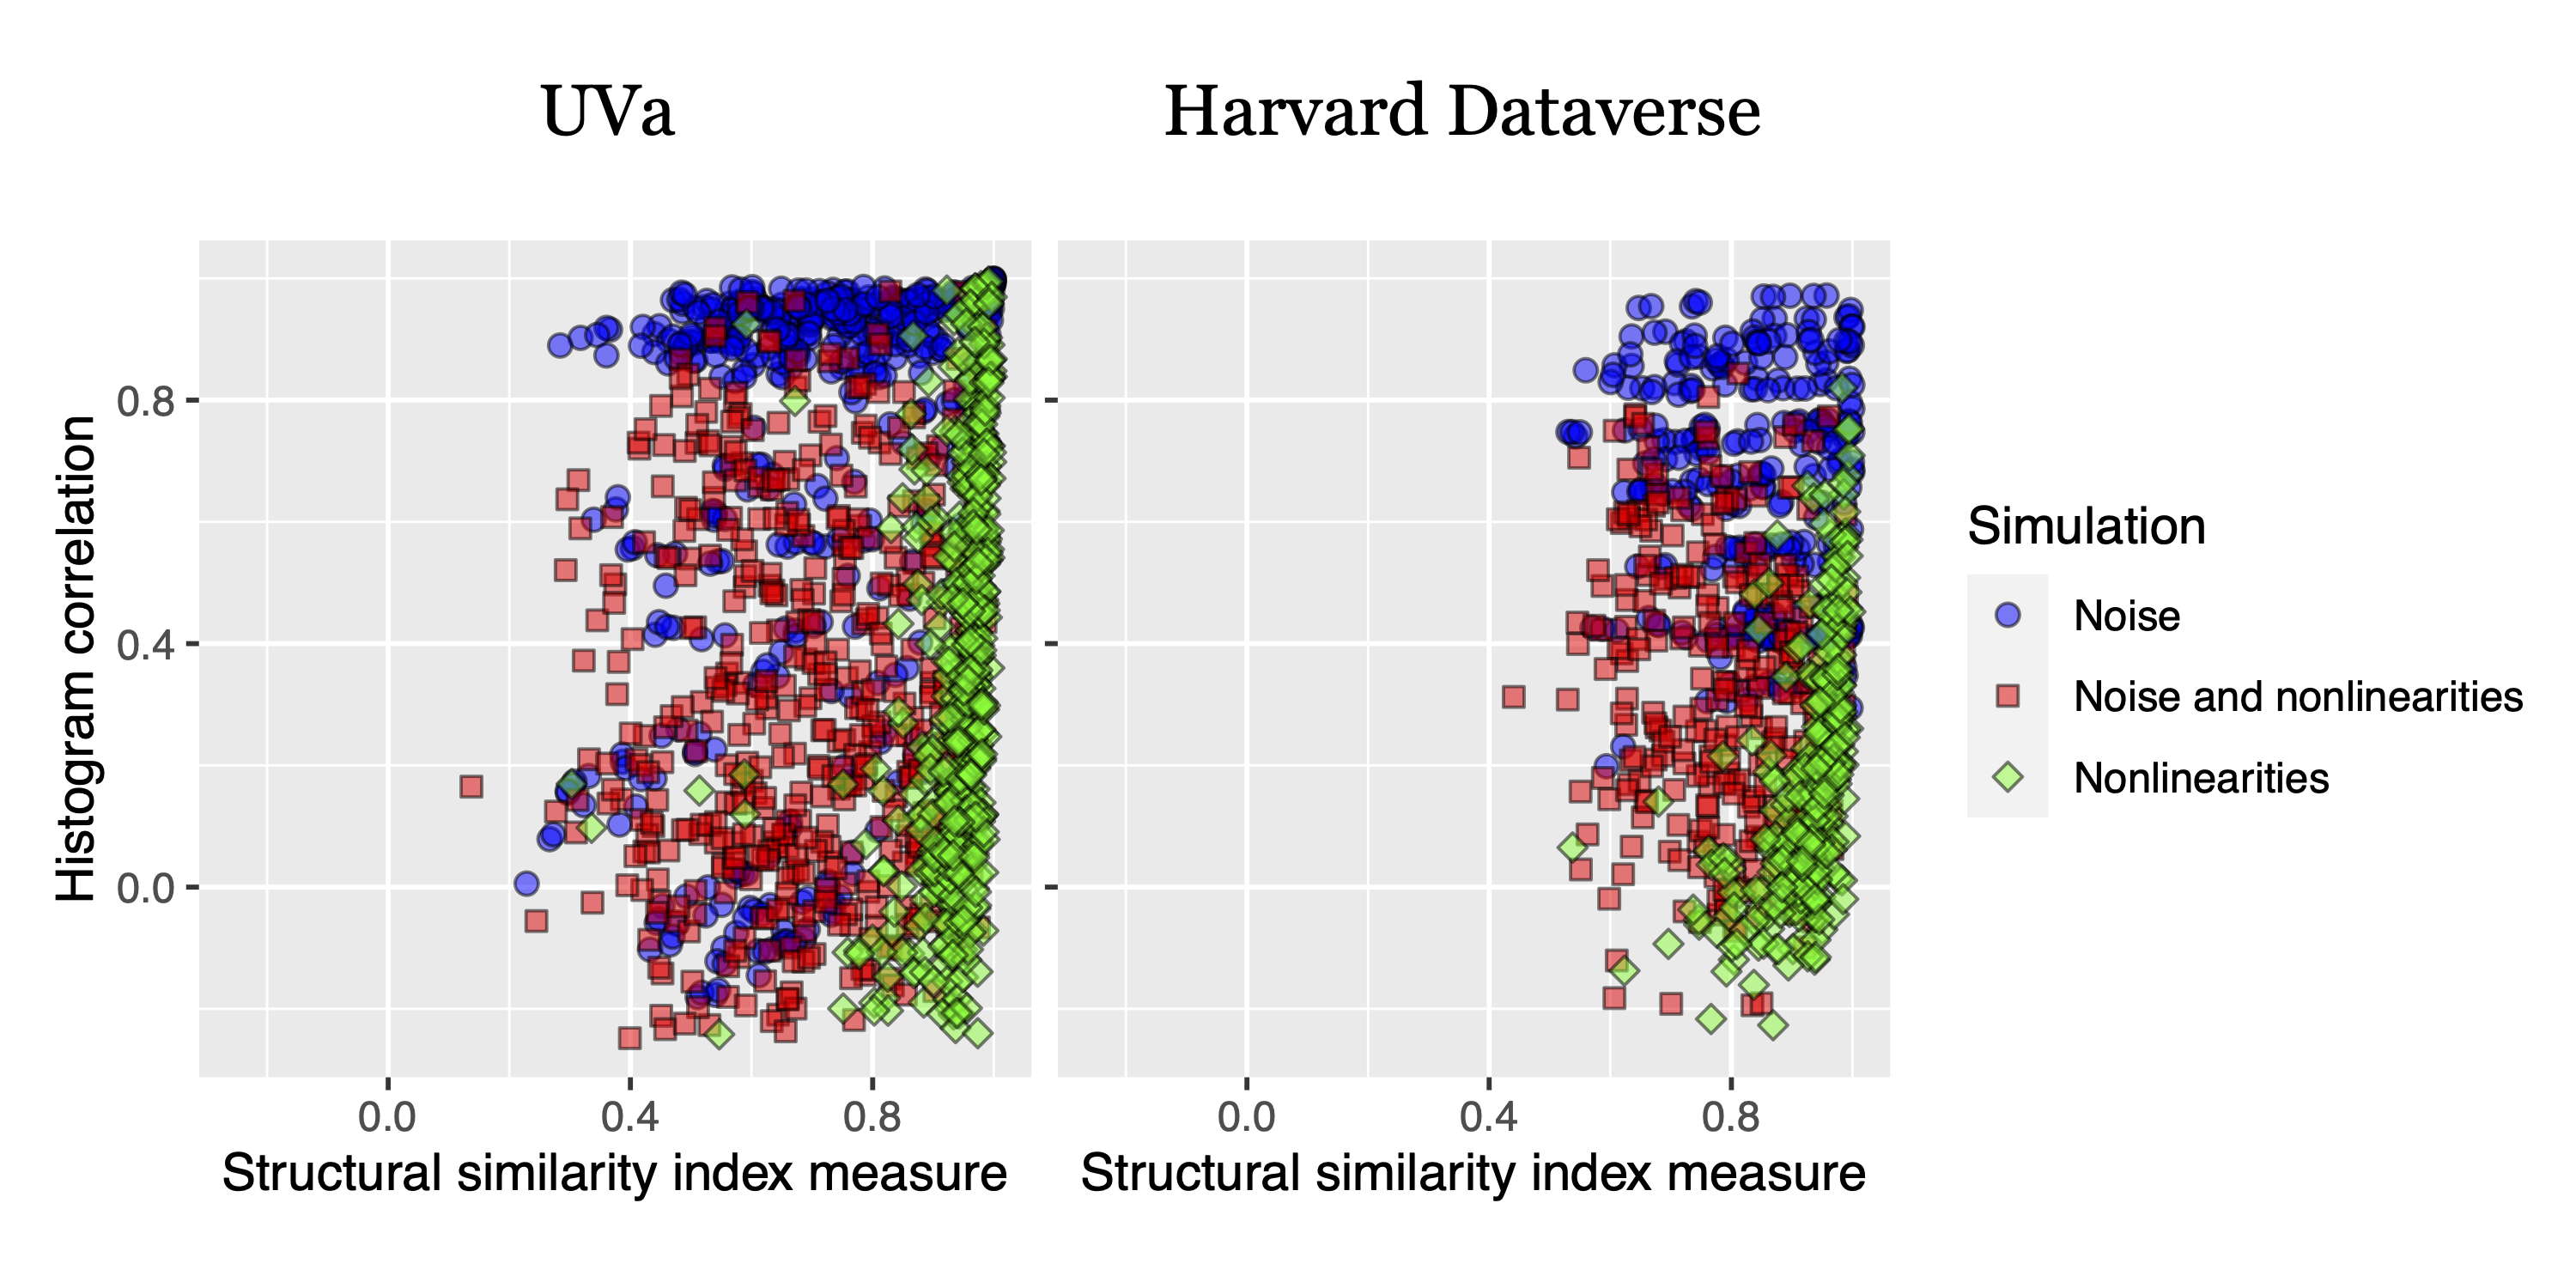 UVa
Harvard Dataverse
Histogram correlation
0.8
0.4
0.0
0.0
0.4
0.8
0.0
0.4
0.8
Structural similarity index measure
Structural similarity index measure
Simulation
Noise
Noise and nonlinearities
Nonlinearities